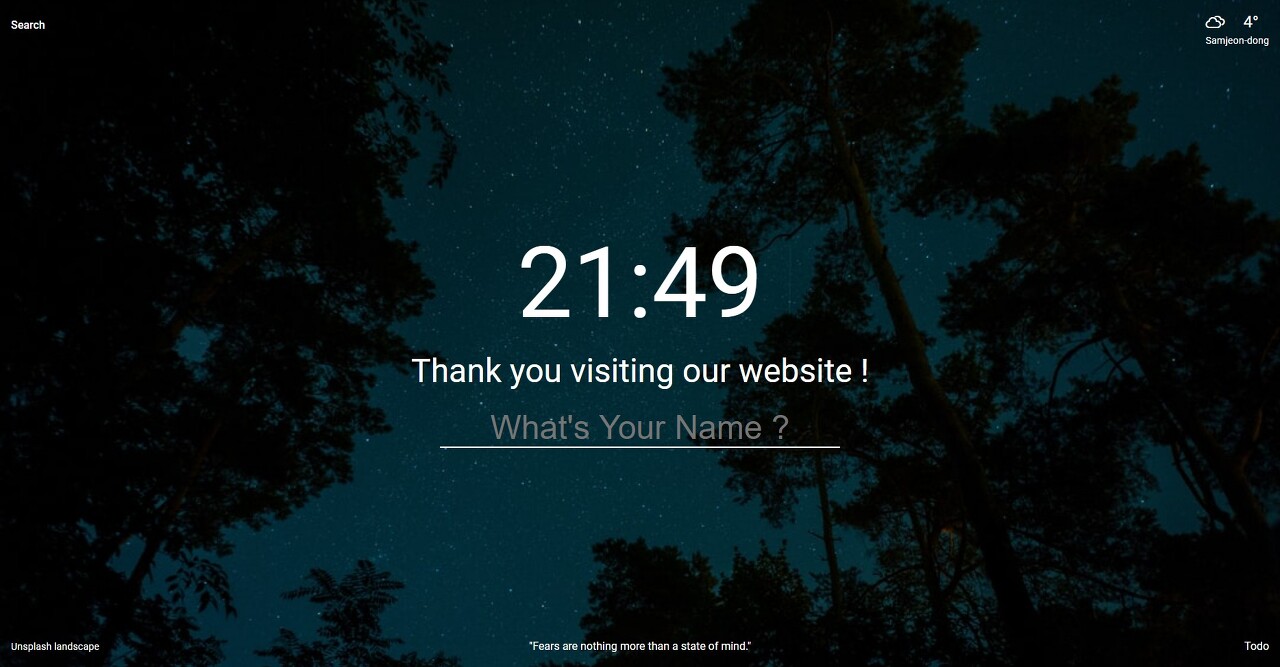 Search
4°
Samjeon-dong
21:49
Thank you visiting our website !
What's Your Name ?
Unsplash landscape
"Fears are nothing more than a state of mind."
Todo